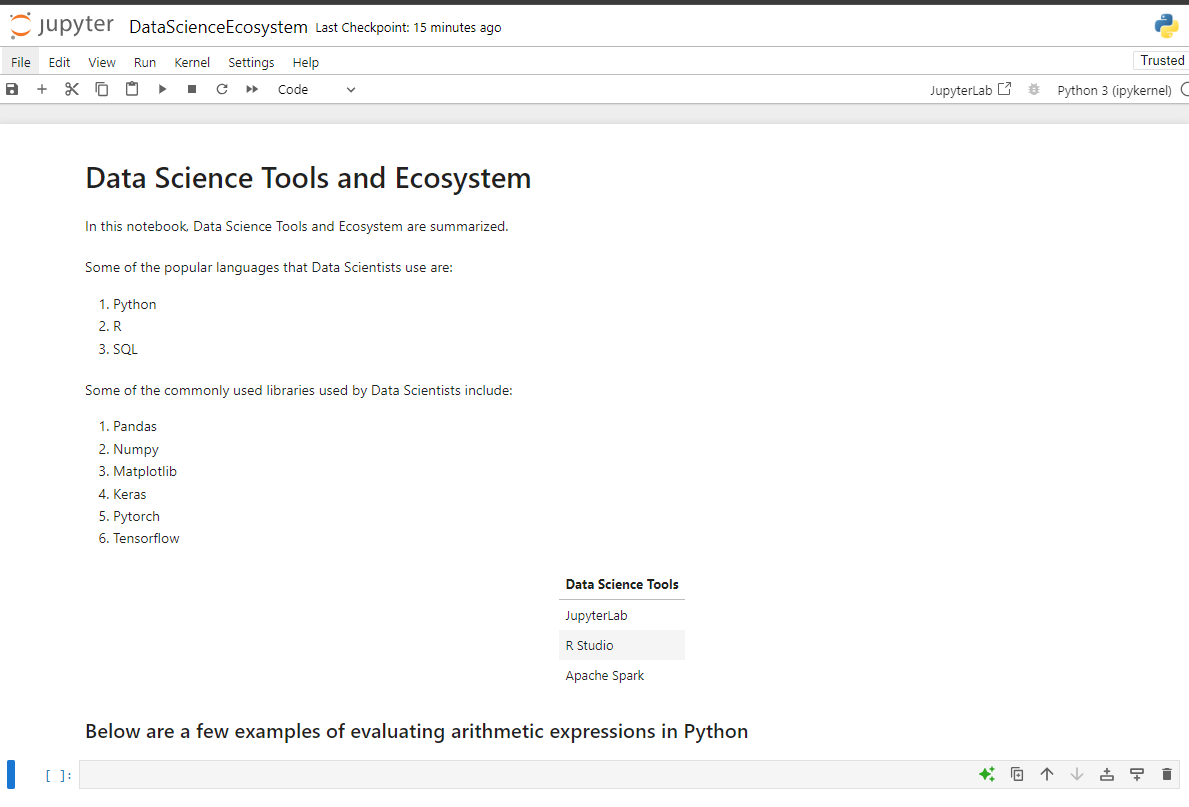 jupyter DataScienceEcosystem Last Checkpoint: 15 minutes ago
File Edit View Run Kernel Settings Help Trusted
Code JupyterLab Python 3 (ipykernel)
Data Science Tools and Ecosystem
In this notebook, Data Science Tools and Ecosystem are summarized.
Some of the popular languages that Data Scientists use are:
1. Python
2. R
3. SQL
Some of the commonly used libraries used by Data Scientists include:
1. Pandas
2. Numpy
3. Matplotlib
4. Keras
5. Pytorch
6. Tensorflow
Data Science Tools
JupyterLab
R Studio
Apache Spark
Below are a few examples of evaluating arithmetic expressions in Python
[ ]: